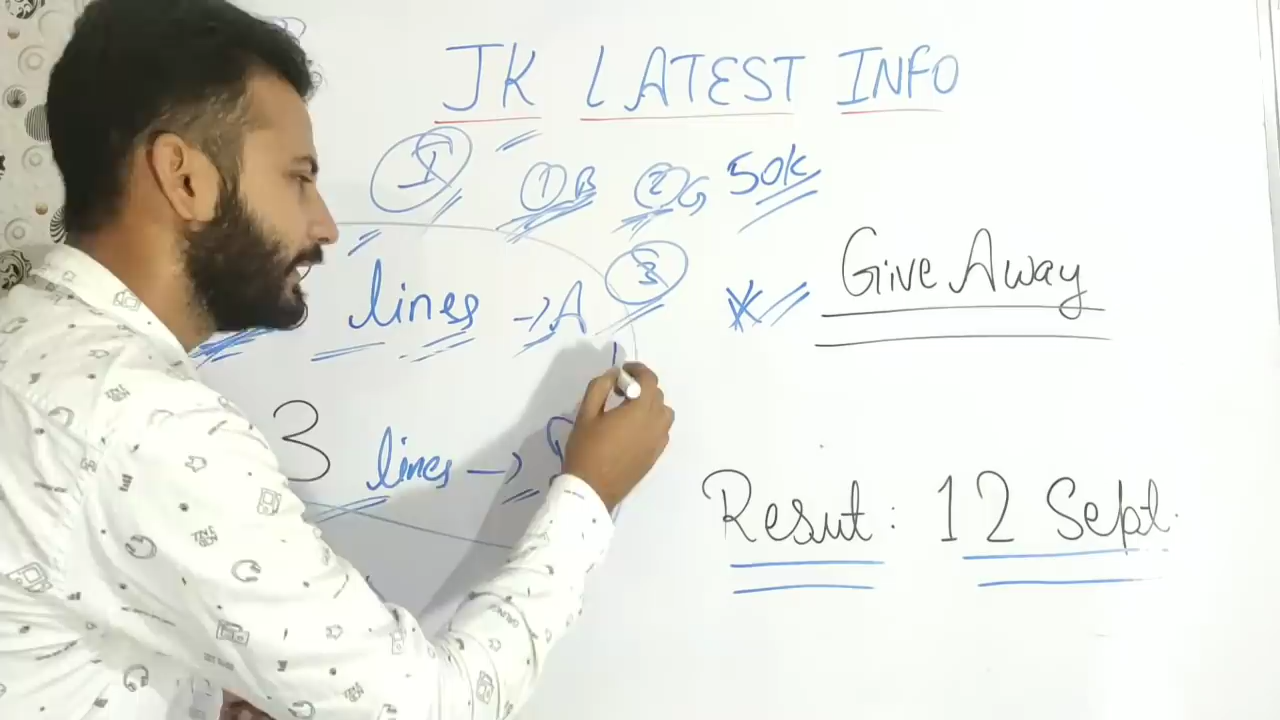 JK LATEST INFO
I 1 B 2 G 50K
lines → A 3
Give Away
3 lines →
Resut: 12 Sept.